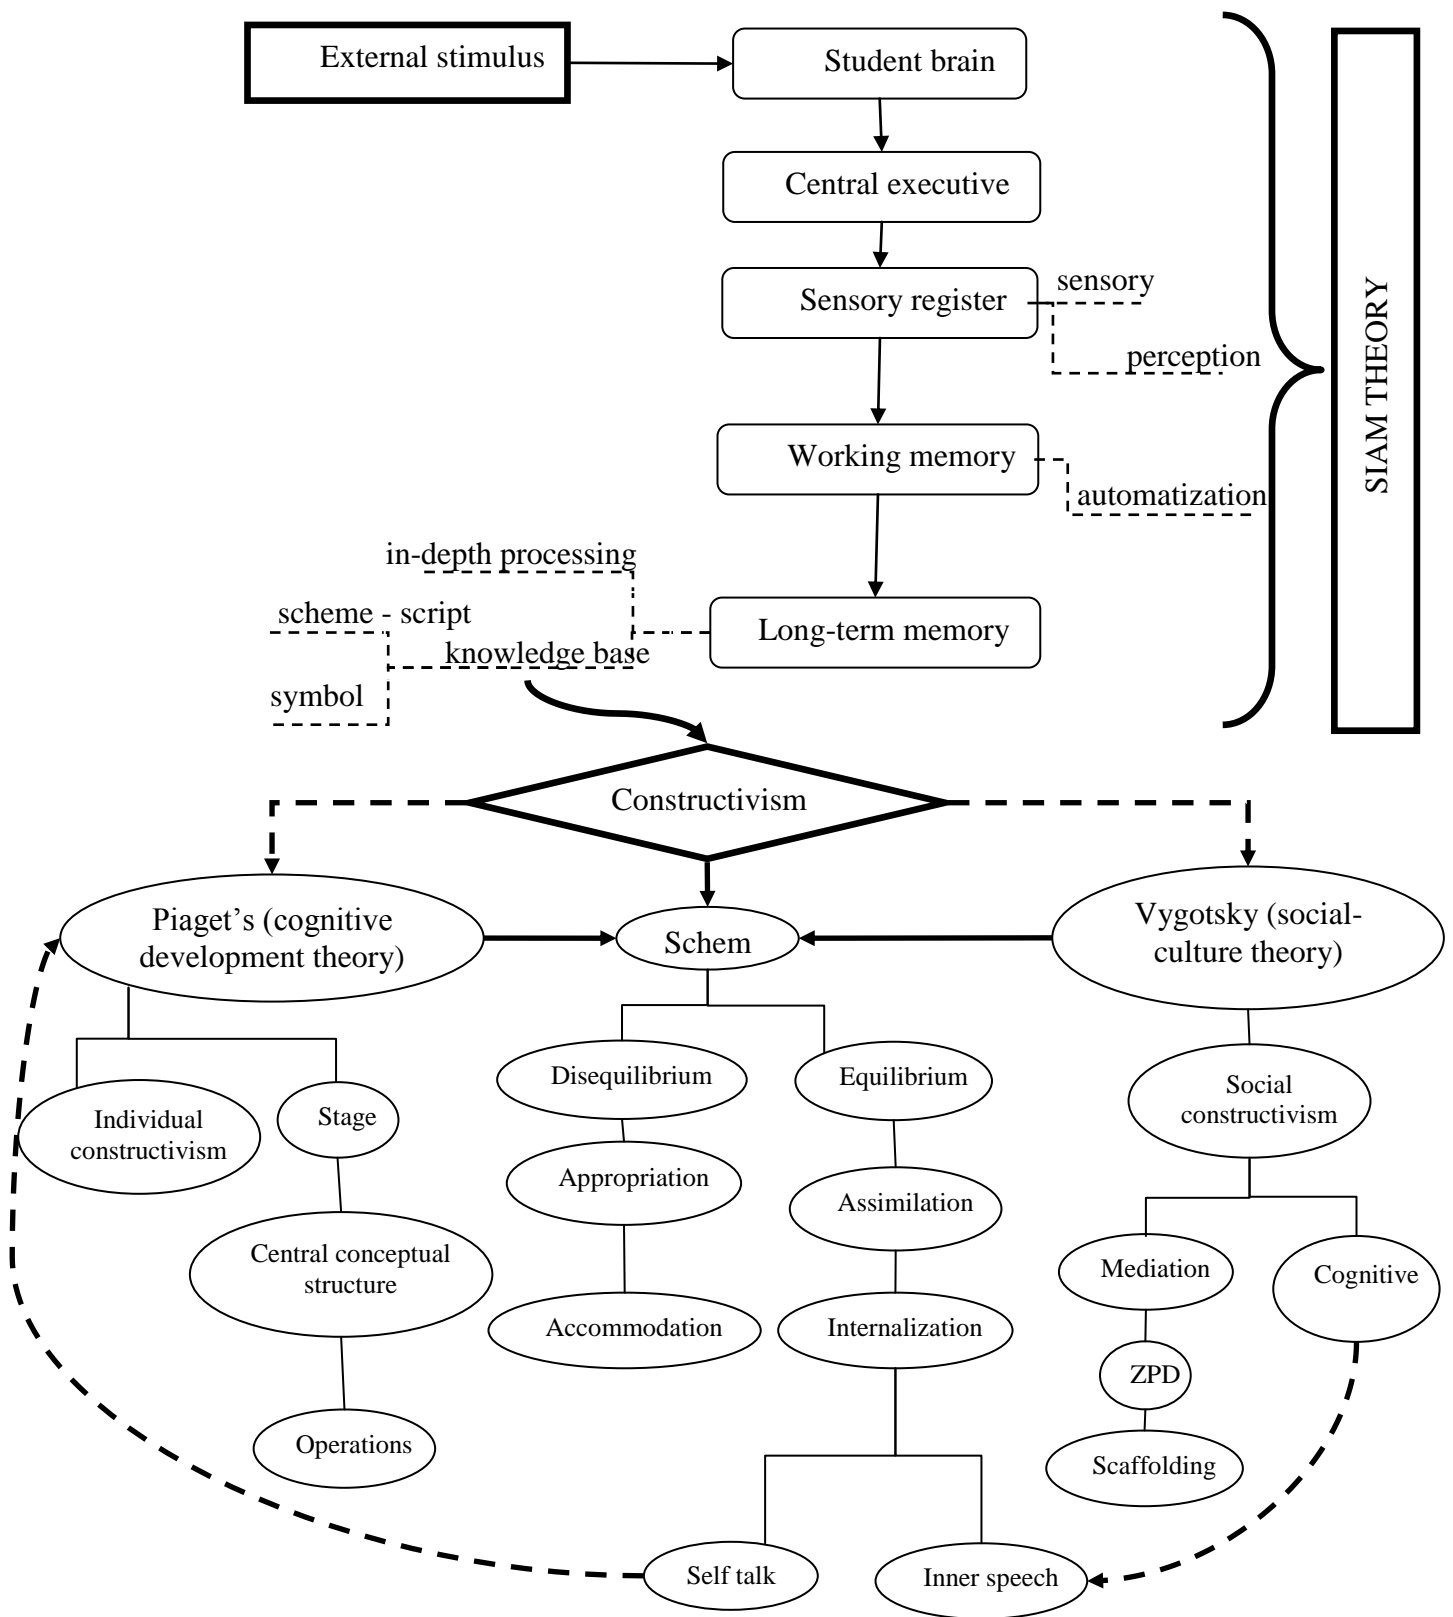 External stimulus
Student brain
Central executive
Sensory register
sensory
perception
SIAM THEORY
Working memory
automatization
in-depth processing
scheme - script
Long-term memory
knowledge base
symbol
Constructivism
Piaget’s (cognitive
development theory)
Schem
Vygotsky (social-
culture theory)
Disequilibrium
Equilibrium
Social
constructivism
Individual
constructivism
Stage
Appropriation
Assimilation
Central conceptual
structure
Mediation
Cognitive
Accommodation
Internalization
ZPD
Operations
Scaffolding
Self talk
Inner speech